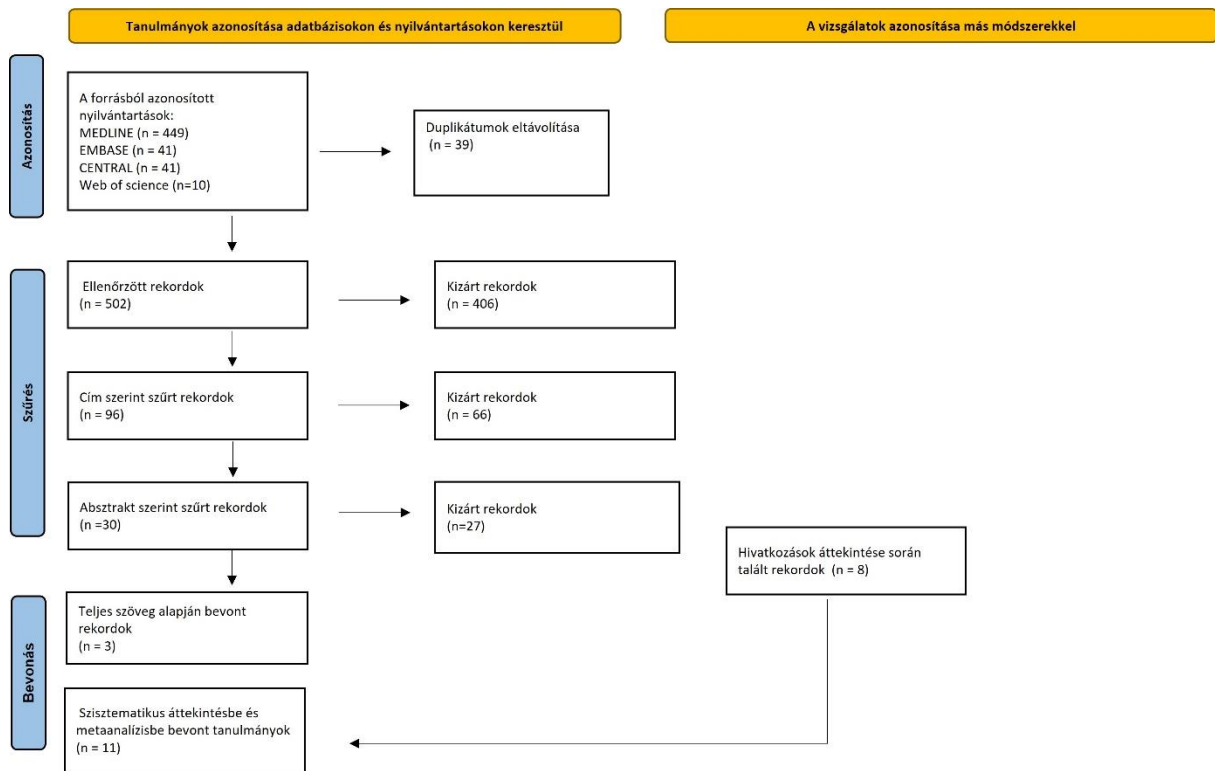 Tanulmányok azonosítása adatbázisokon és nyilvántartásokon keresztül
A vizsgálatok azonosítása más módszerekkel
Azonosítás
A forrásból azonosított
nyilvántartások:
MEDLINE (n = 449)
EMBASE (n = 41)
CENTRAL (n = 41)
Web of science (n=10)
Duplikátumok eltávolítása
(n = 39)
Szűrés
Ellenőrzött rekordok
(n = 502)
Kizárt rekordok
(n = 406)
Cím szerint szűrt rekordok
(n = 96)
Kizárt rekordok
(n = 66)
Absztrakt szerint szűrt rekordok
(n =30)
Kizárt rekordok
(n=27)
Hivatkozások áttekintése során
talált rekordok (n = 8)
Bevonás
Teljes szöveg alapján bevont
rekordok
(n = 3)
Szisztematikus áttekintésbe és
metaanalízisbe bevont tanulmányok
(n = 11)